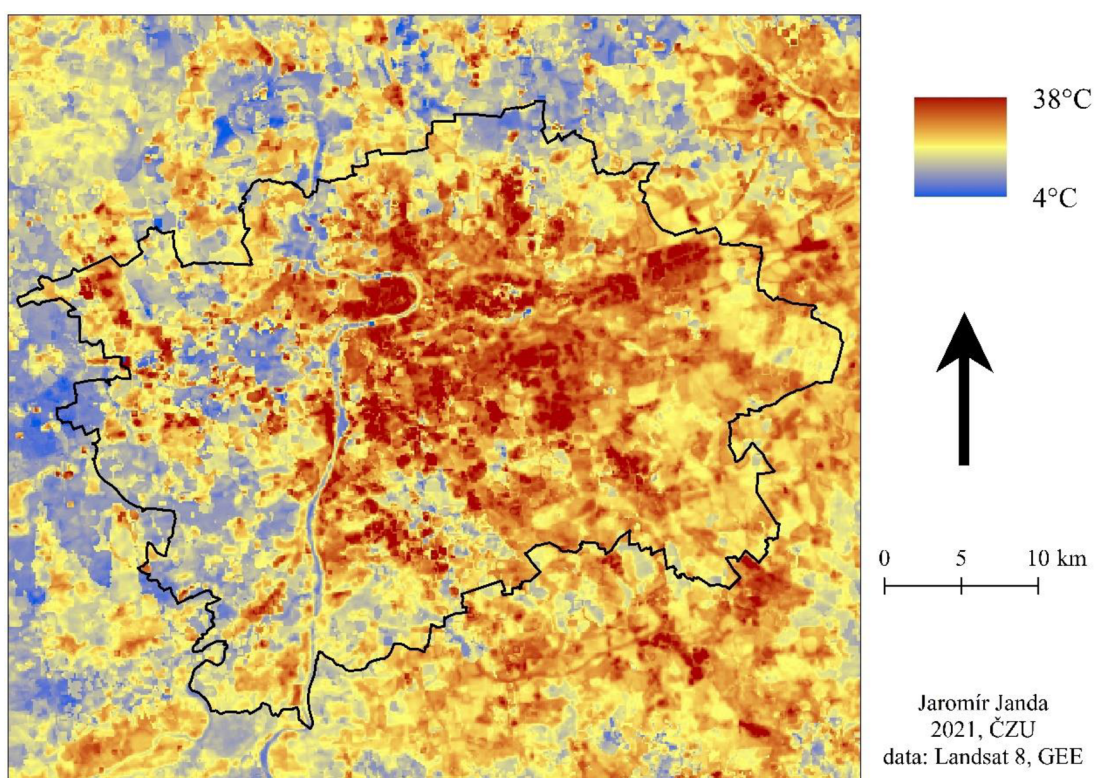 38°C
4°C
0 5 10 km
Jaromír Janda
2021, ČZU
data: Landsat 8, GEE